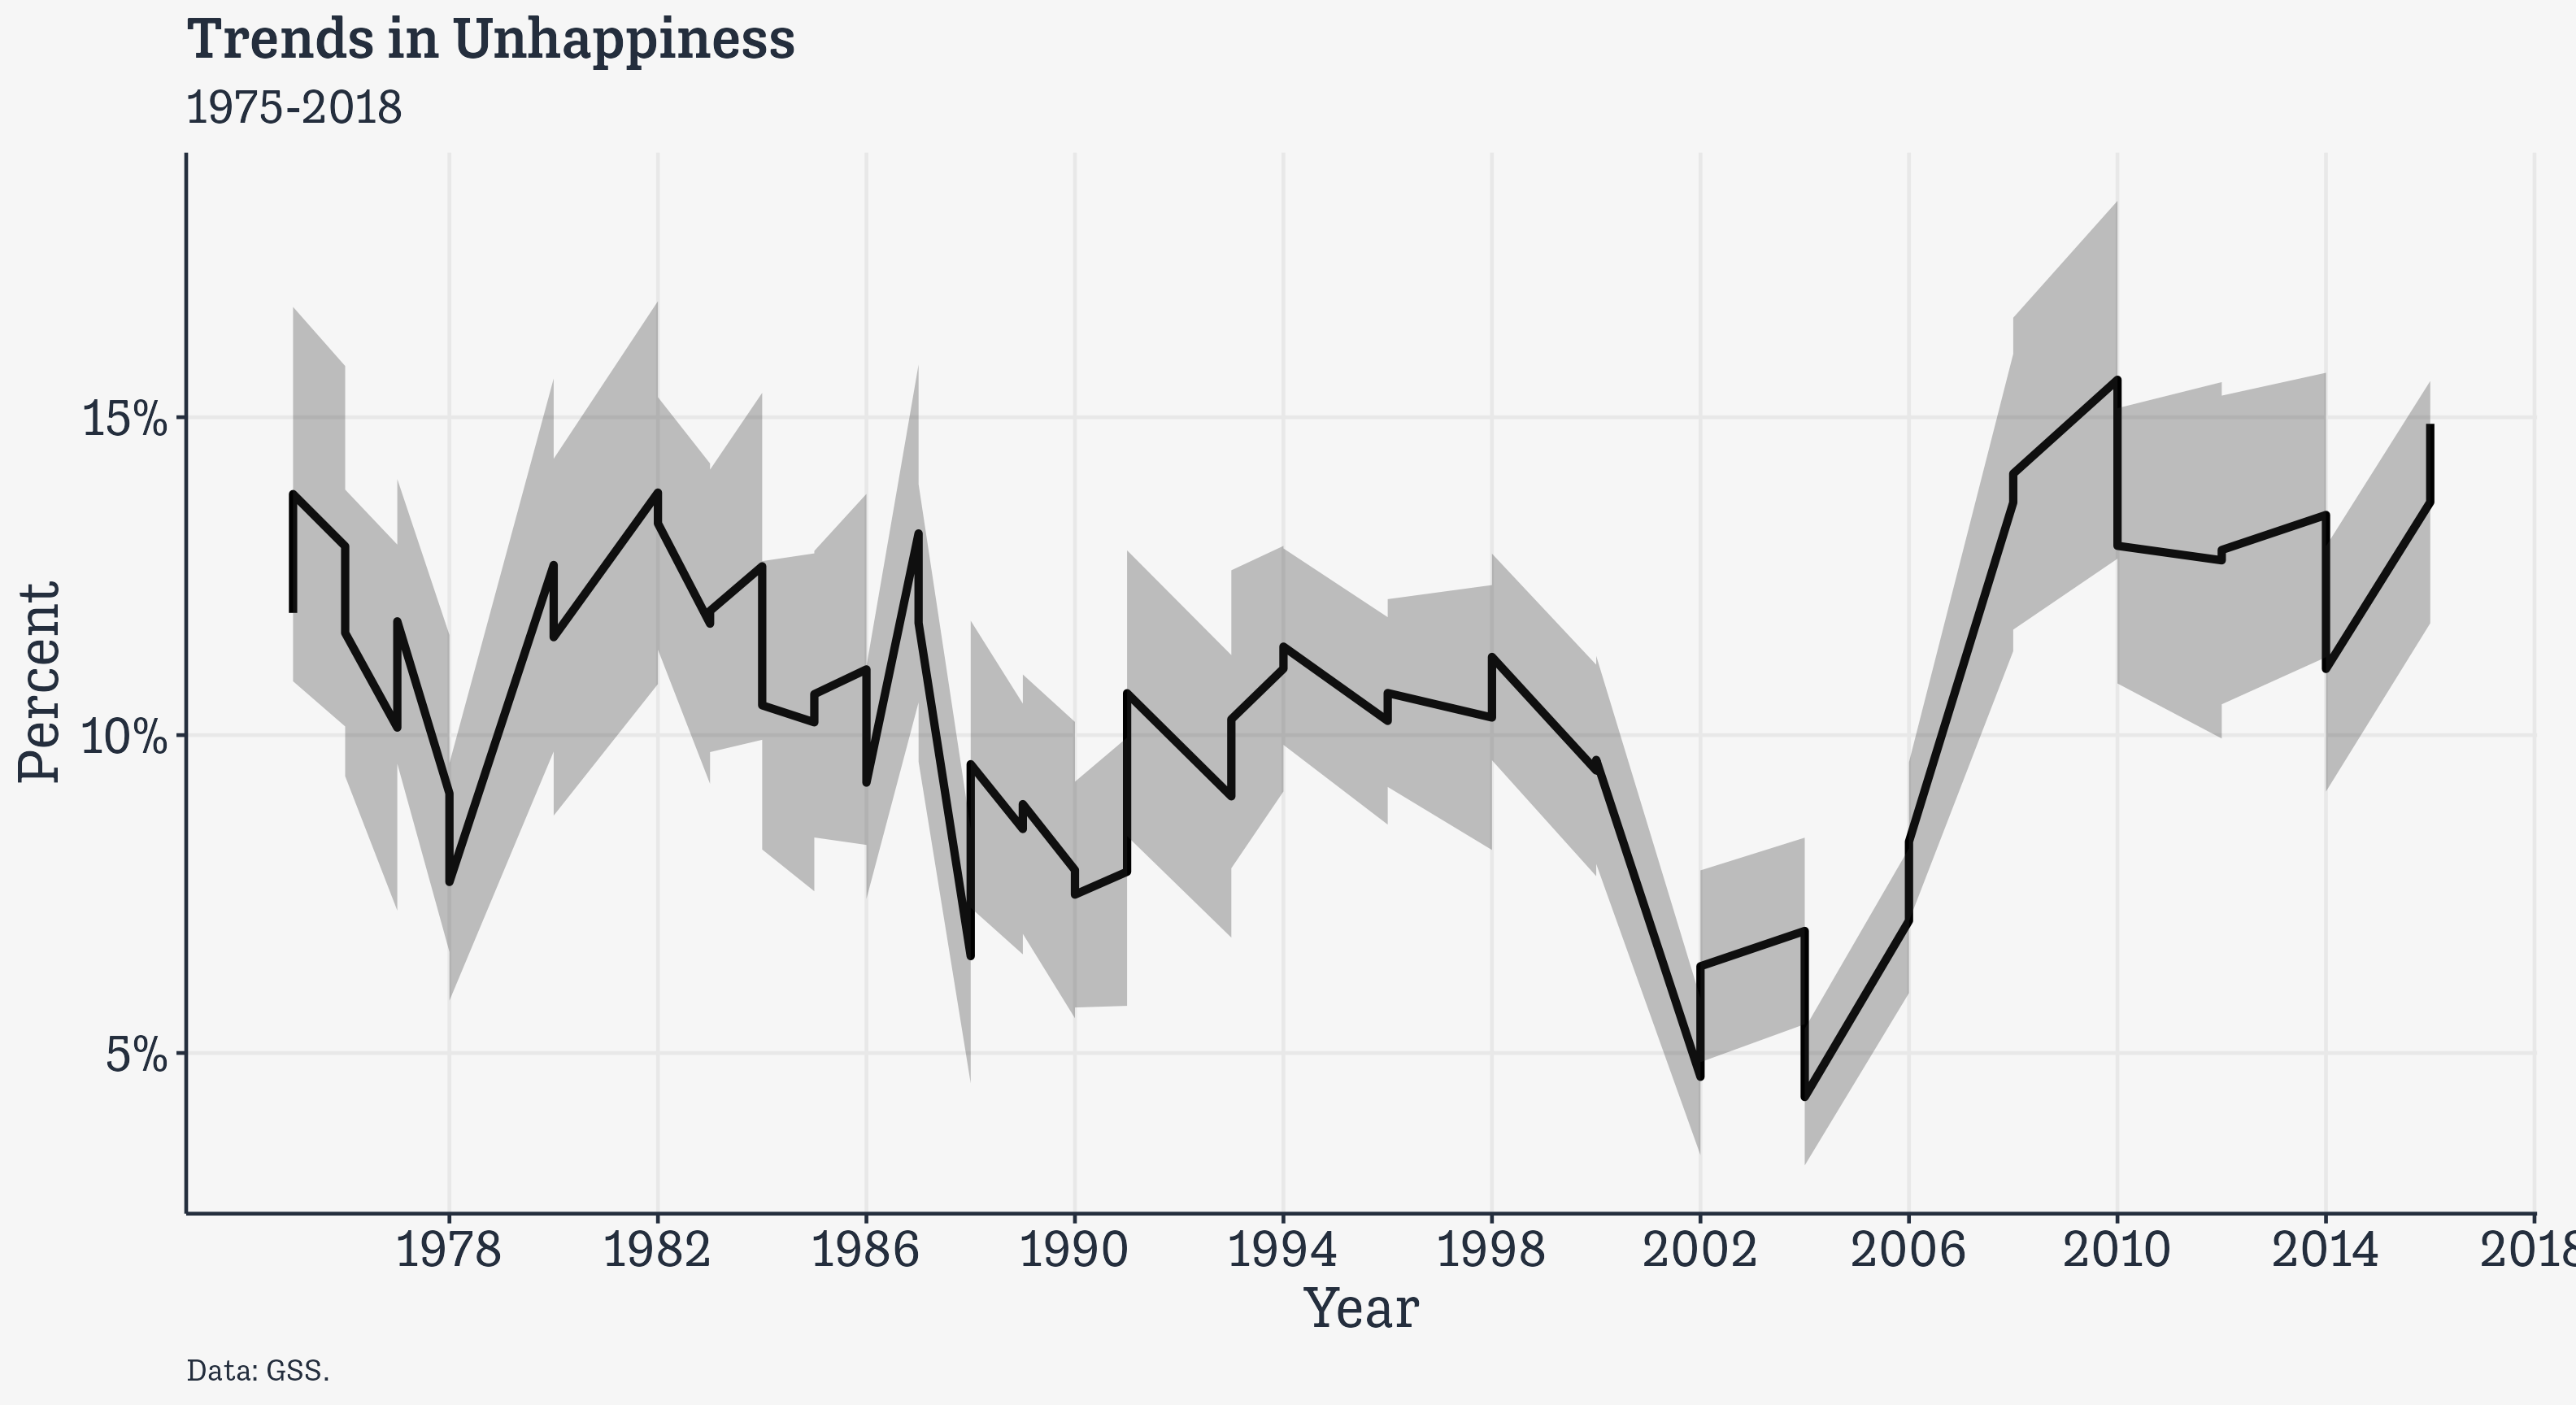 Trends in Unhappiness
1975-2018
Percent
15%
10%
5%
1978 1982 1986 1990 1994 1998 2002 2006 2010 2014 2018
Year
Data: GSS.